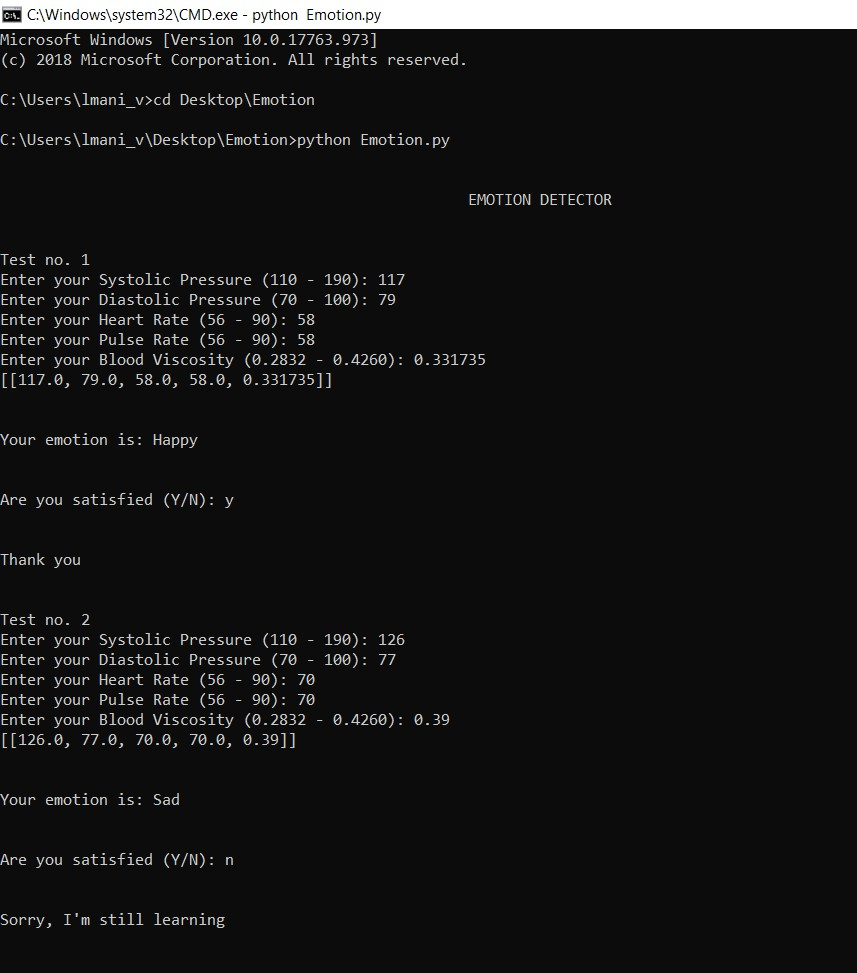 C:\Windows\system32\CMD.exe - python  Emotion.py
Microsoft Windows [Version 10.0.17763.973]
(c) 2018 Microsoft Corporation. All rights reserved.
C:\Users\lmani_v>cd Desktop\Emotion
C:\Users\lmani_v\Desktop\Emotion>python Emotion.py
EMOTION DETECTOR
Test no. 1
Enter your Systolic Pressure (110 - 190): 117
Enter your Diastolic Pressure (70 - 100): 79
Enter your Heart Rate (56 - 90): 58
Enter your Pulse Rate (56 - 90): 58
Enter your Blood Viscosity (0.2832 - 0.4260): 0.331735
[[117.0, 79.0, 58.0, 58.0, 0.331735]]
Your emotion is: Happy
Are you satisfied (Y/N): y
Thank you
Test no. 2
Enter your Systolic Pressure (110 - 190): 126
Enter your Diastolic Pressure (70 - 100): 77
Enter your Heart Rate (56 - 90): 70
Enter your Pulse Rate (56 - 90): 70
Enter your Blood Viscosity (0.2832 - 0.4260): 0.39
[[126.0, 77.0, 70.0, 70.0, 0.39]]
Your emotion is: Sad
Are you satisfied (Y/N): n
Sorry, I'm still learning